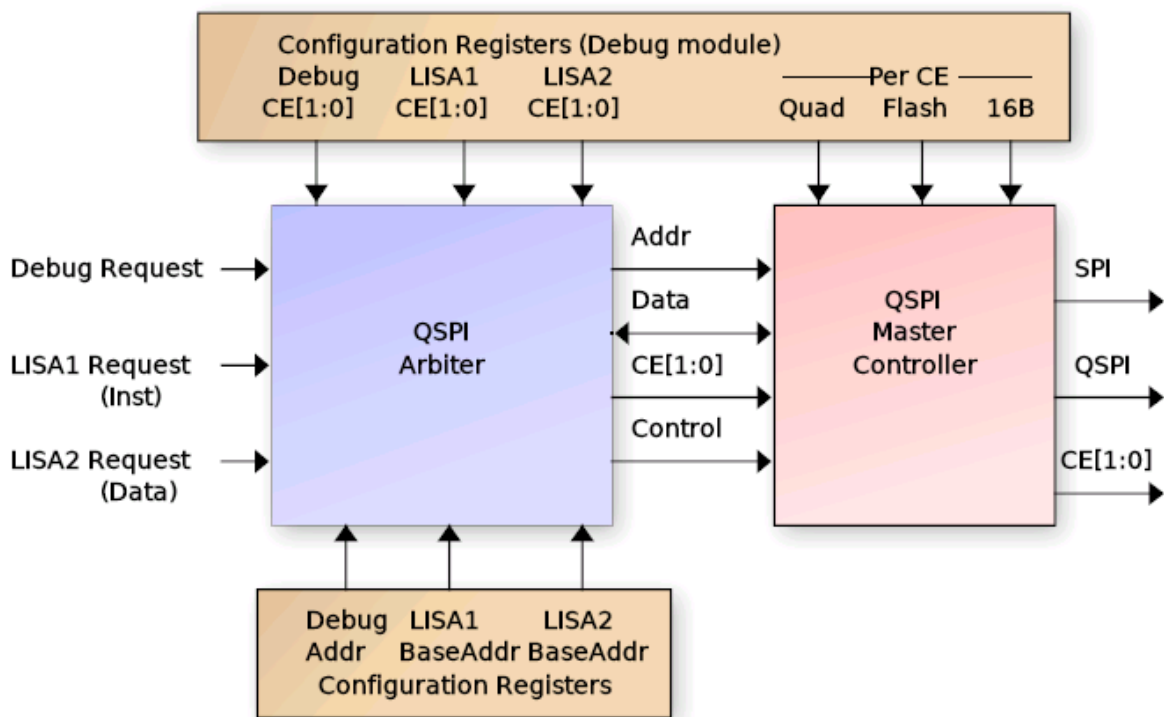 Configuration Registers (Debug module)
Debug LISA1 LISA2 Per CE
CE[1:0] CE[1:0] CE[1:0] Quad Flash 16B
Debug Request
LISA1 Request
(Inst)
LISA2 Request
(Data)
QSPI
Arbiter
Addr
Data
CE[1:0]
Control
QSPI
Master
Controller
SPI
QSPI
CE[1:0]
Debug LISA1 LISA2
Addr BaseAddr BaseAddr
Configuration Registers